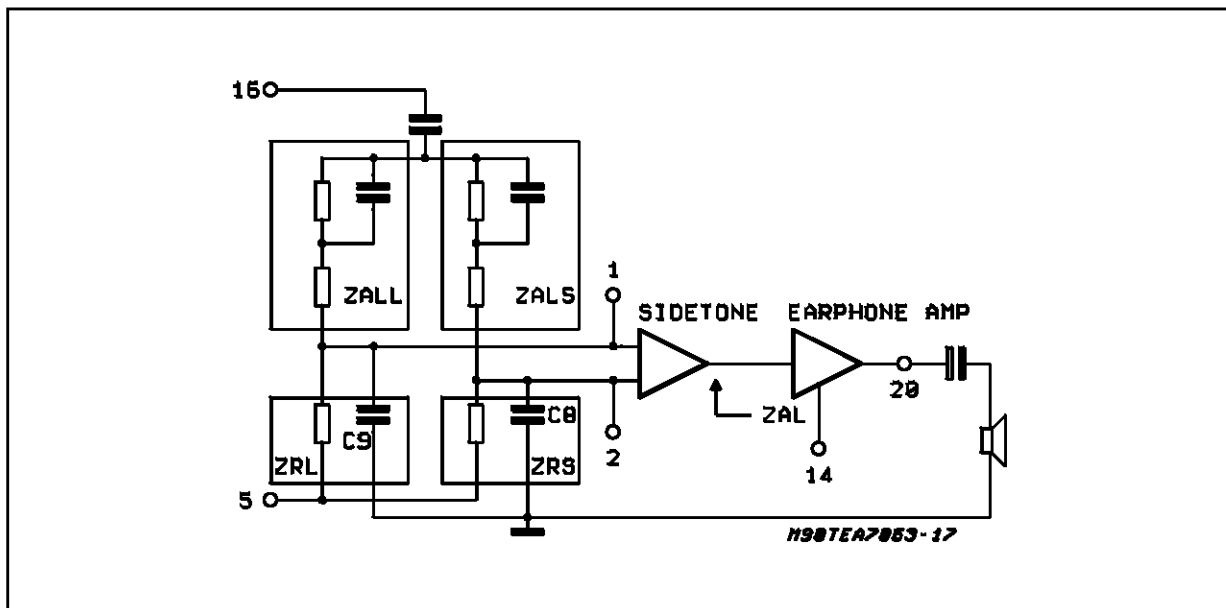 16
ZALL
ZALS
1
SIDETONE
EARPHONE AMP
20
ZAL
C8
C9
2
ZRL
ZRS
14
5
M98TEA7063-17